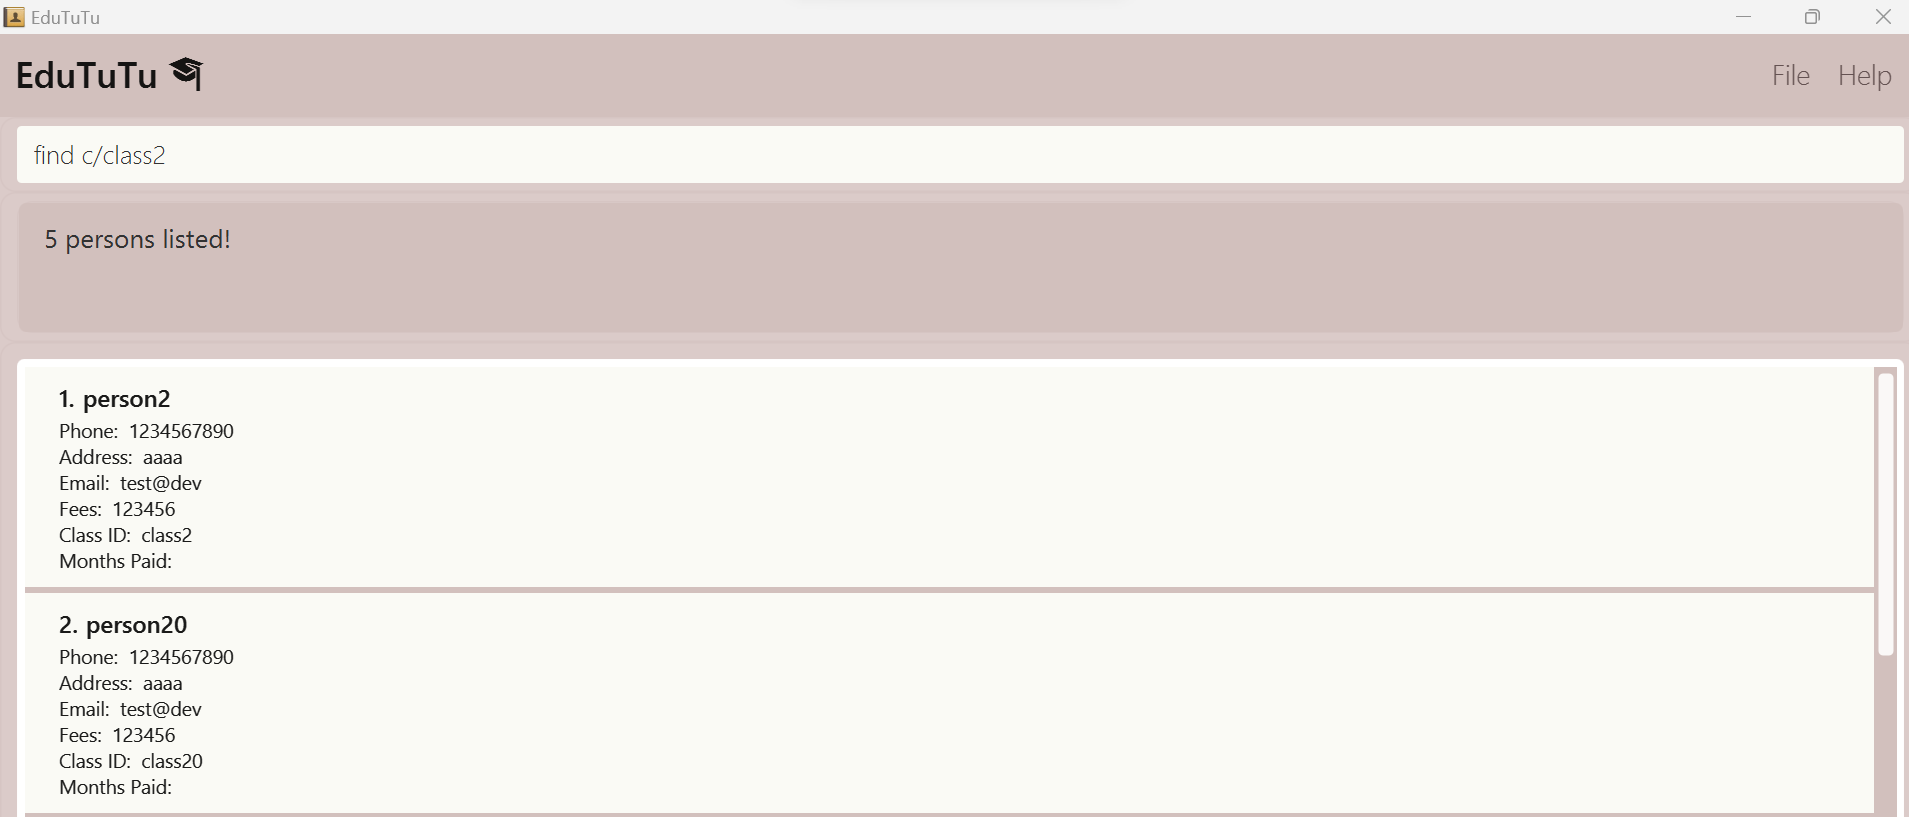 EduTuTu
EduTuTu
File Help
find c/class2
5 persons listed!
1. person2
Phone: 1234567890
Address: aaaa
Email: test@dev
Fees: 123456
Class ID: class2
Months Paid:
2. person20
Phone: 1234567890
Address: aaaa
Email: test@dev
Fees: 123456
Class ID: class20
Months Paid: